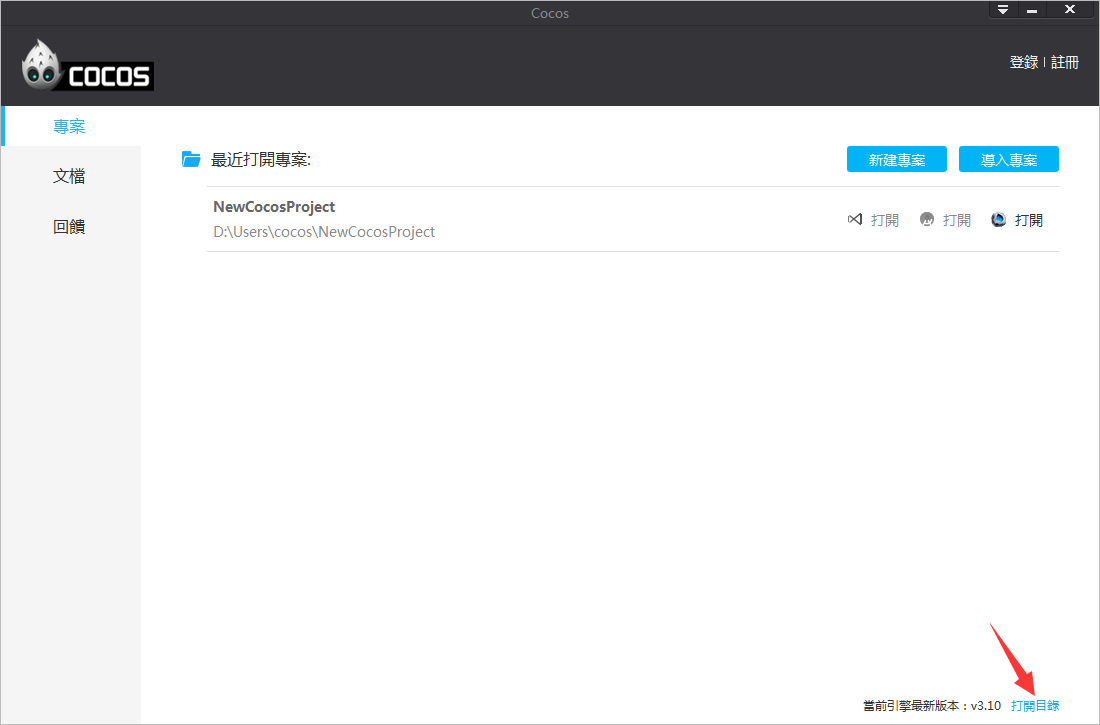 Cocos
COCOS
登錄 | 註冊
專案
文檔
回饋
最近打開專案:
新建專案
導入專案
NewCocosProject
D:\Users\cocos\NewCocosProject
打開 打開 打開
當前引擎最新版本：v3.10 打開目錄